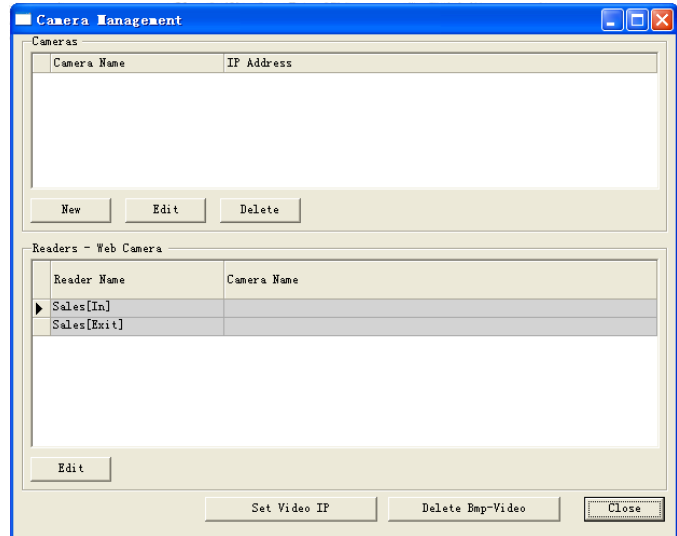 Camera Management
Cameras
Camera Name IP Address
New Edit Delete
Readers - Web Camera
Reader Name Camera Name
Sales[In]
Sales[Exit]
Edit
Set Video IP Delete Bmp-Video Close